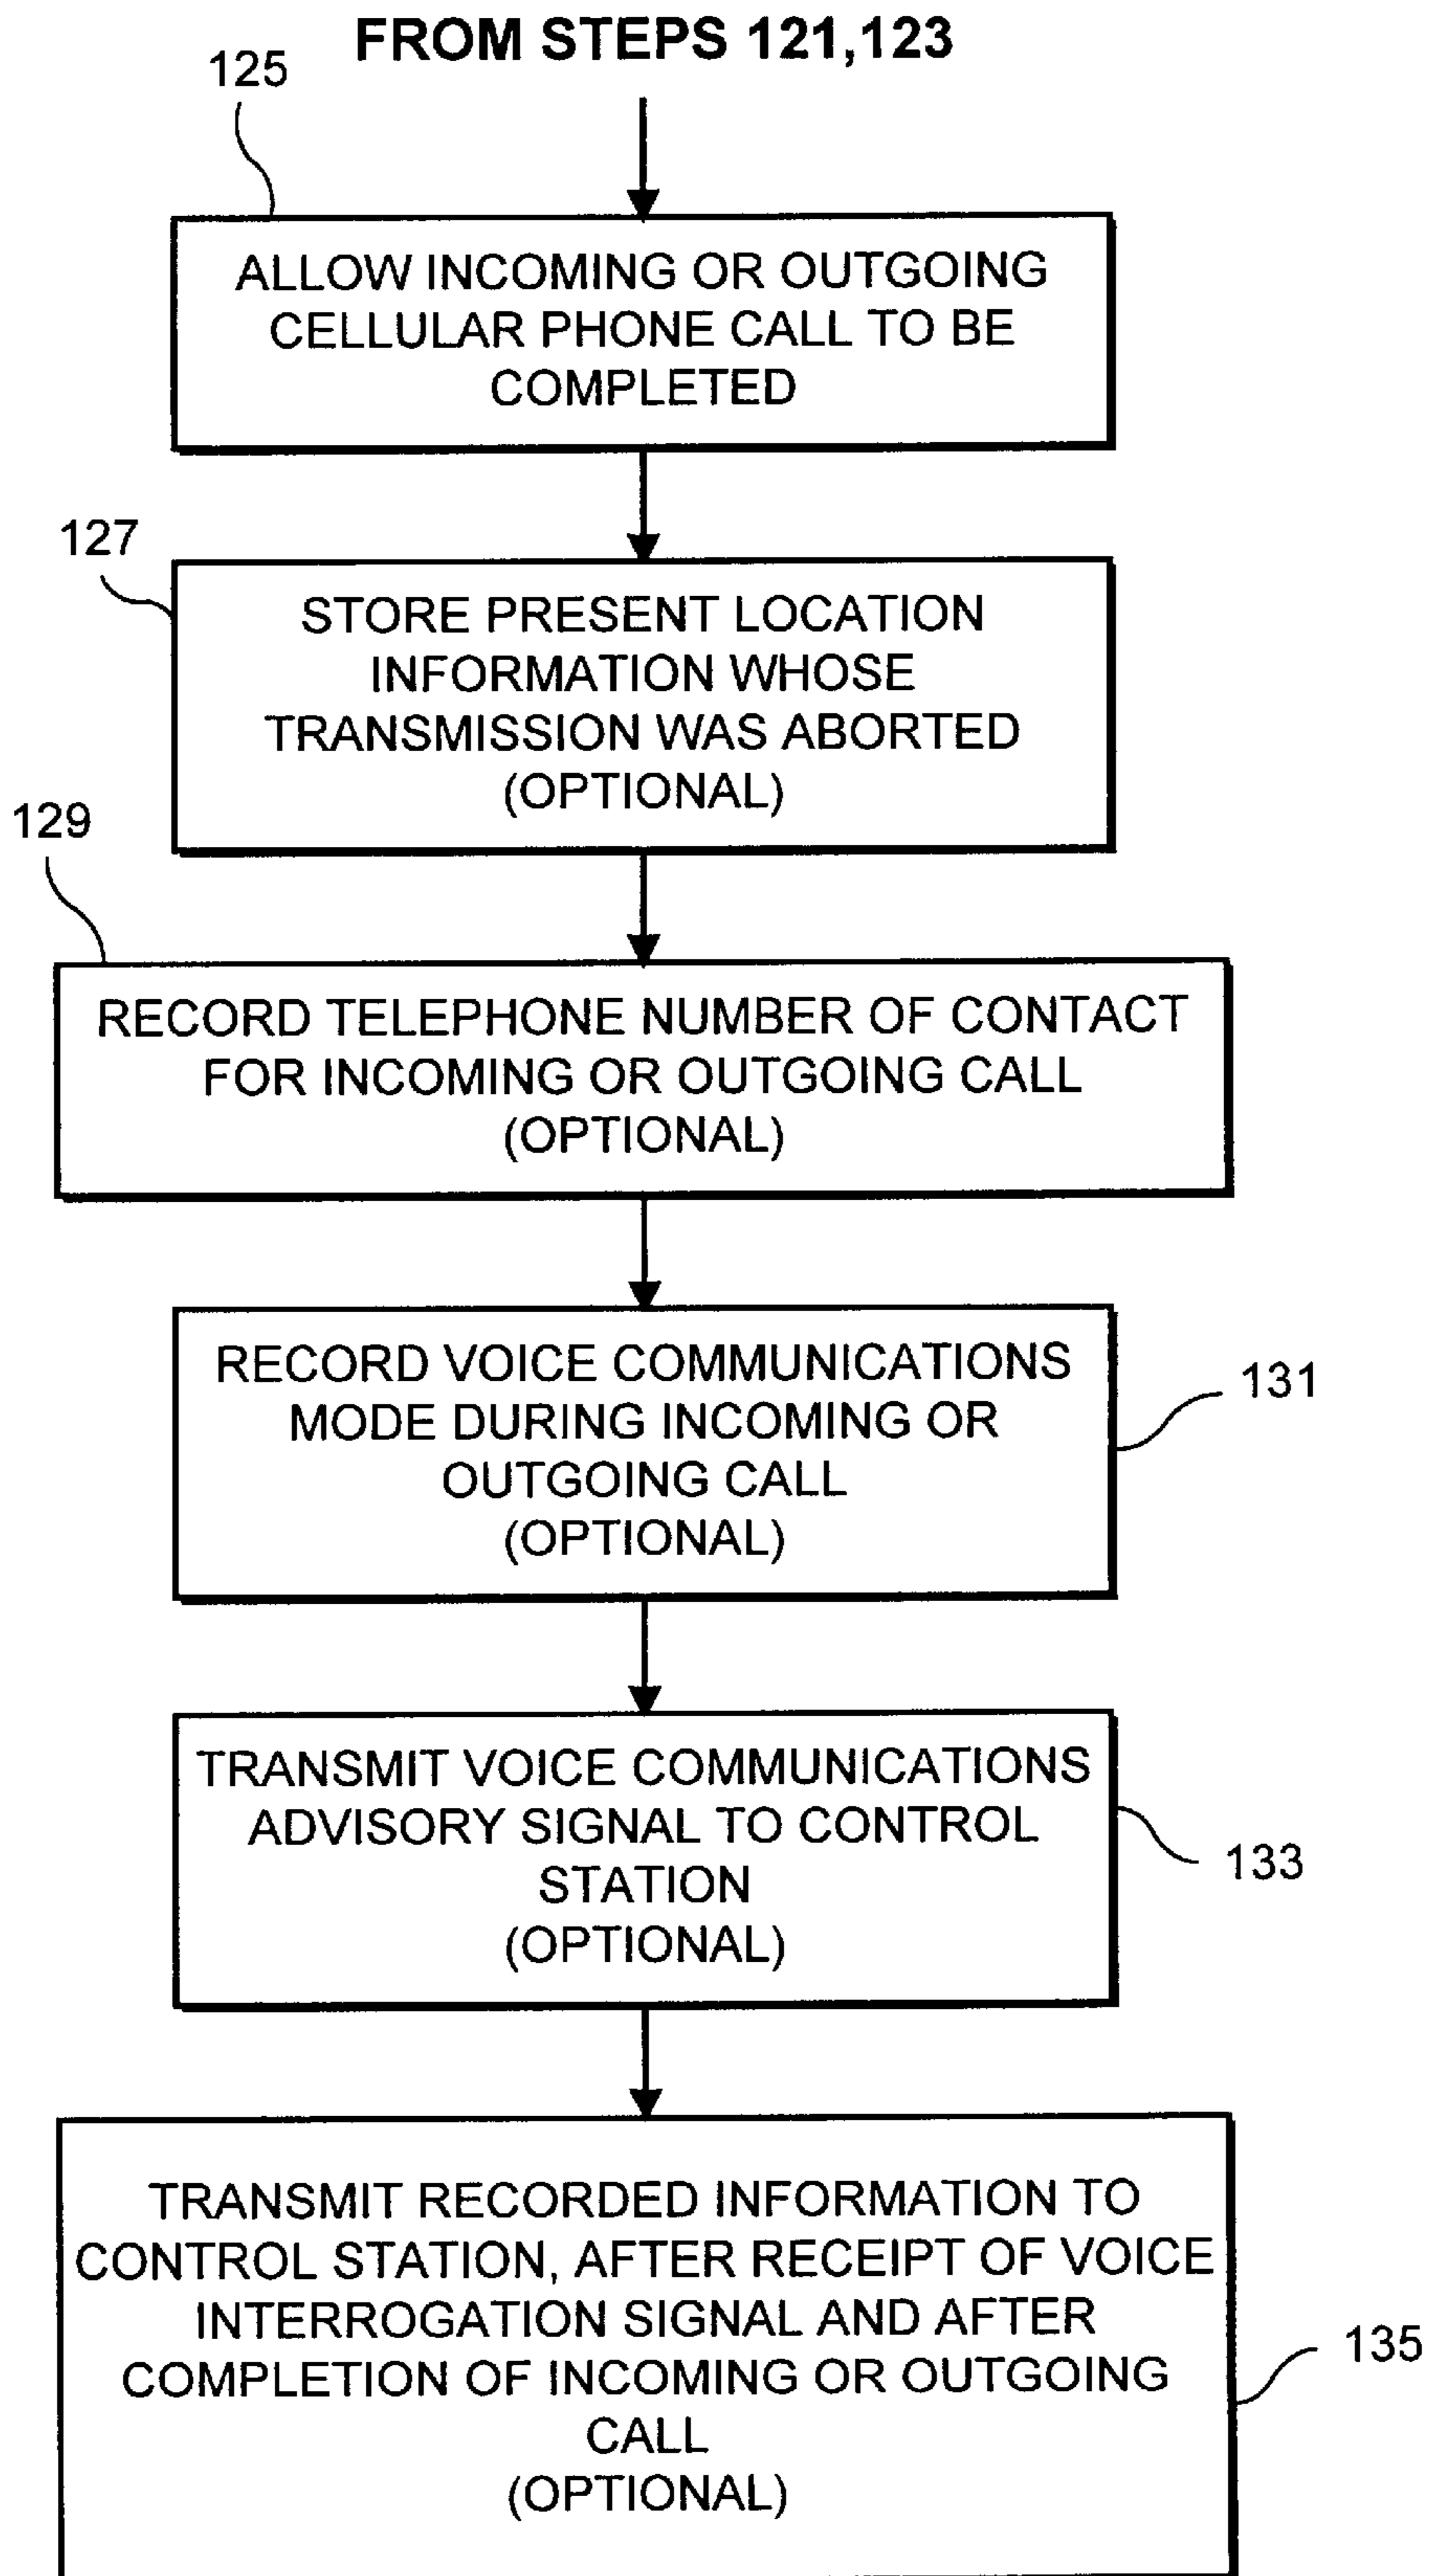 FROM STEPS 121,123
125
ALLOW INCOMING OR OUTGOING
CELLULAR PHONE CALL TO BE
COMPLETED
127
STORE PRESENT LOCATION
INFORMATION WHOSE
TRANSMISSION WAS ABORTED
(OPTIONAL)
129
RECORD TELEPHONE NUMBER OF CONTACT
FOR INCOMING OR OUTGOING CALL
(OPTIONAL)
RECORD VOICE COMMUNICATIONS
MODE DURING INCOMING OR
OUTGOING CALL
(OPTIONAL)
131
TRANSMIT VOICE COMMUNICATIONS
ADVISORY SIGNAL TO CONTROL
STATION
(OPTIONAL)
133
TRANSMIT RECORDED INFORMATION TO
CONTROL STATION, AFTER RECEIPT OF VOICE
INTERROGATION SIGNAL AND AFTER
COMPLETION OF INCOMING OR OUTGOING
CALL
(OPTIONAL)
135